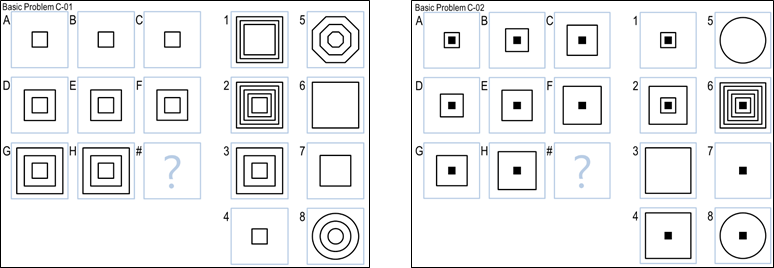 Basic Problem C-01
A B C 1 5
D E F 2 6
G H # ? 3 7
4 8
Basic Problem C-02
A B C 1 5
D E F 2 6
G H # ? 3 7
4 8